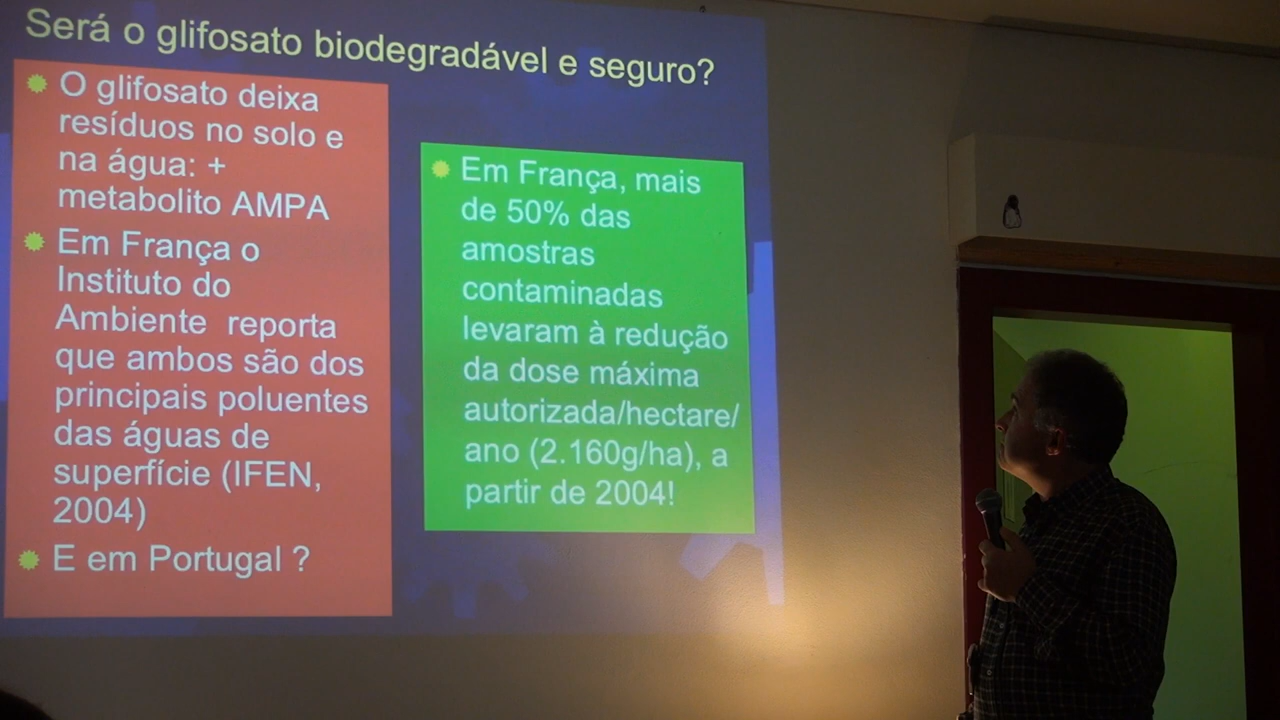 Será o glifosato biodegradável e seguro?
O glifosato deixa
resíduos no solo e
na água: +
metabolito AMPA
Em França o
Instituto do
Ambiente reporta
que ambos são dos
principais poluentes
das águas de
superfície (IFEN,
2004)
E em Portugal ?
Em França, mais
de 50% das
amostras
contaminadas
levaram à redução
da dose máxima
autorizada/hectare/
ano (2.160g/ha), a
partir de 2004!